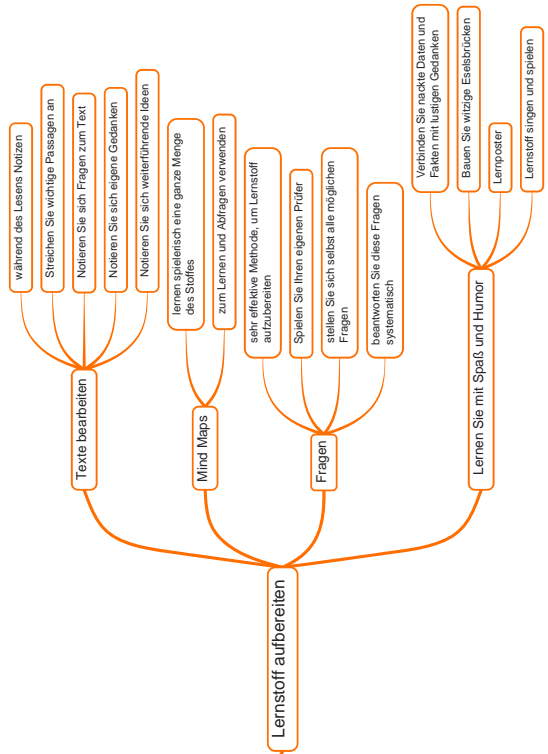 Lernstoff aufbereiten
Texte bearbeiten
während des Lesens Notizen
Streichen Sie wichtige Passagen an
Notieren Sie sich Fragen zum Text
Notieren Sie sich eigene Gedanken
Notieren Sie sich weiterführende Ideen
Mind Maps
lernen spielerisch eine ganze Menge
des Stoffes
zum Lernen und Abfragen verwenden
Fragen
sehr effektive Methode, um Lernstoff
aufzubereiten
Spielen Sie Ihren eigenen Prüfer
stellen Sie sich selbst alle möglichen
Fragen
beantworten Sie diese Fragen
systematisch
Lernen Sie mit Spaß und Humor
Verbinden Sie nackte Daten und
Fakten mit lustigen Gedanken
Bauen Sie witzige Eselsbrücken
Lernposter
Lernstoff singen und spielen